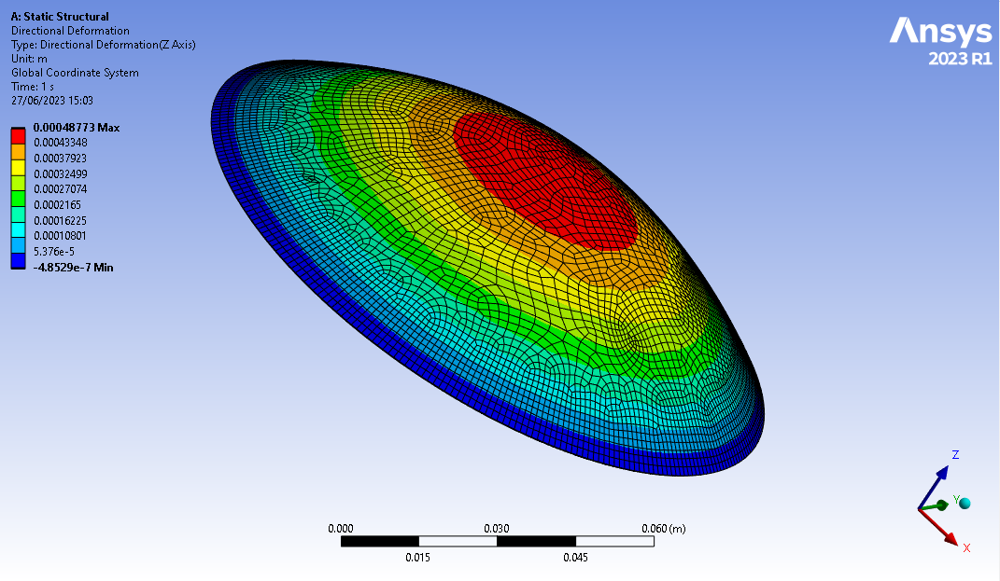 A: Static Structural
Directional Deformation
Type: Directional Deformation(Z Axis)
Unit: m
Global Coordinate System
Time: 1 s
27/06/2023 15:03
0.00048773 Max
0.00043348
0.00037923
0.00032499
0.00027074
0.0002165
0.00016225
0.00010801
5.376e-5
-4.8529e-7 Min
Ansys
2023 R1
Z
Y
X
0.000 0.030 0.060 (m)
0.015 0.045